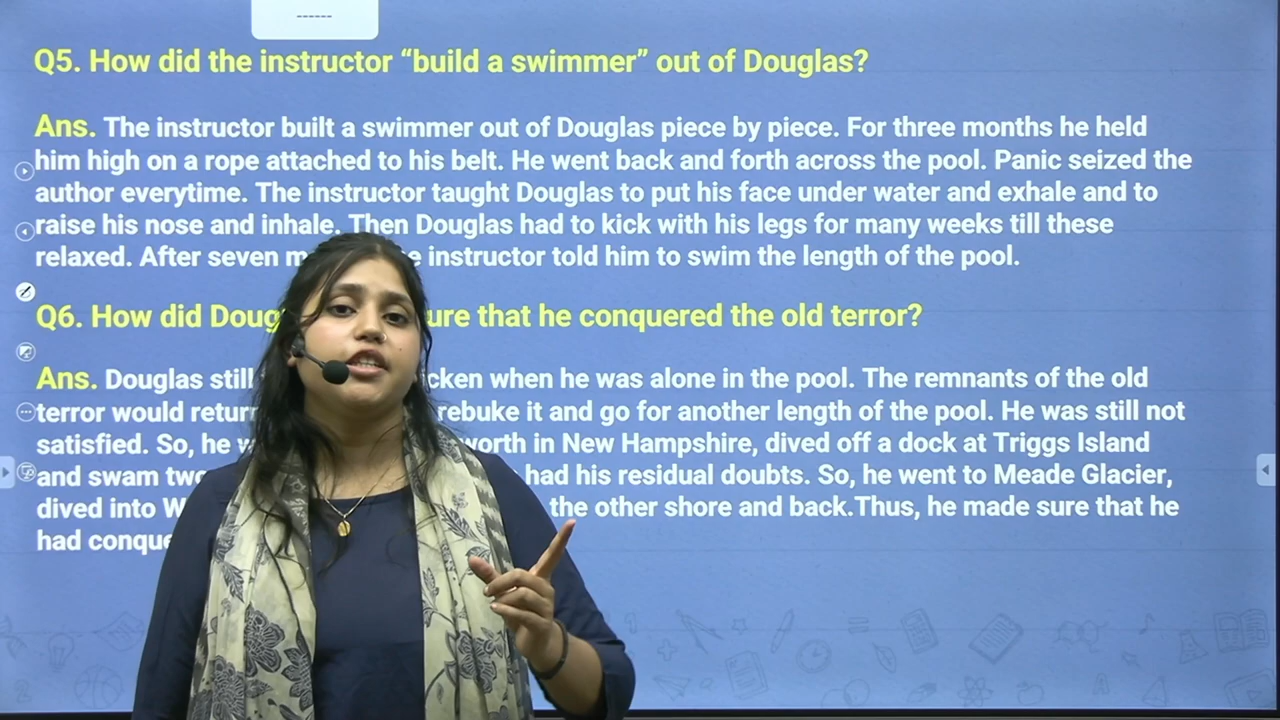 ------
Q5. How did the instructor “build a swimmer” out of Douglas?
Ans. The instructor built a swimmer out of Douglas piece by piece. For three months he held
him high on a rope attached to his belt. He went back and forth across the pool. Panic seized the
author everytime. The instructor taught Douglas to put his face under water and exhale and to
raise his nose and inhale. Then Douglas had to kick with his legs for many weeks till these
relaxed. After seven instructor told him to swim the length of the pool.
Q6. How did that he conquered the old terror?
Ans. Douglas still when he was alone in the pool. The remnants of the old
terror would rebuke it and go for another length of the pool. He was still not
satisfied. So, he in New Hampshire, dived off a dock at Triggs Island
and swam had his residual doubts. So, he went to Meade Glacier,
dived into the other shore and back.Thus, he made sure that he
had